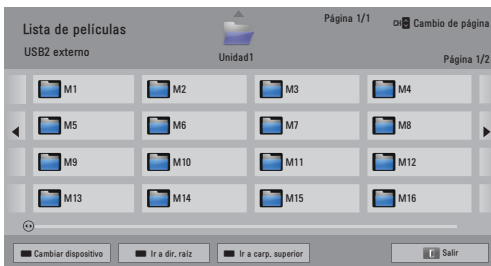 Lista de películas
Página 1/1
CH Cambio de página
USB2 externo
Unidad1
Página 1/2
M1 M2 M3 M4
M5 M6 M7 M8
M9 M10 M11 M12
M13 M14 M15 M16
Cambiar dispositivo Ir a dir. raíz Ir a carp. superior Salir